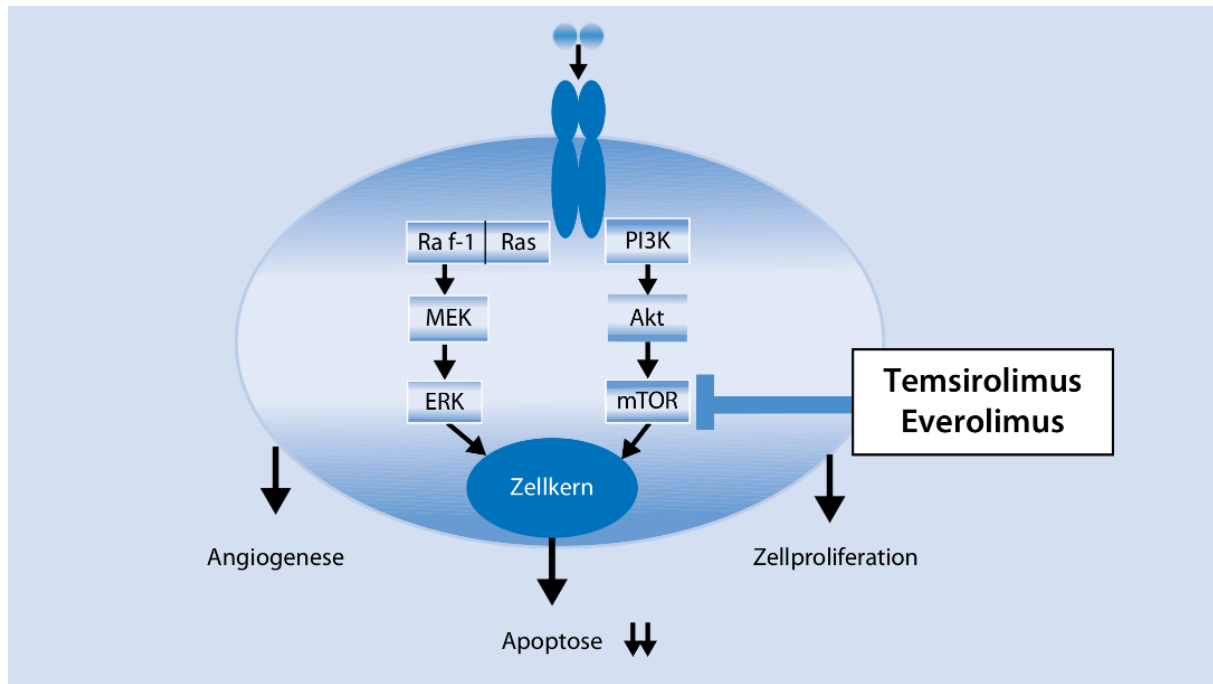 Ra f-1 Ras
PI3K
MEK
Akt
ERK
mTOR
Temsirolimus
Everolimus
Zellkern
Angiogenese
Zellproliferation
Apoptose